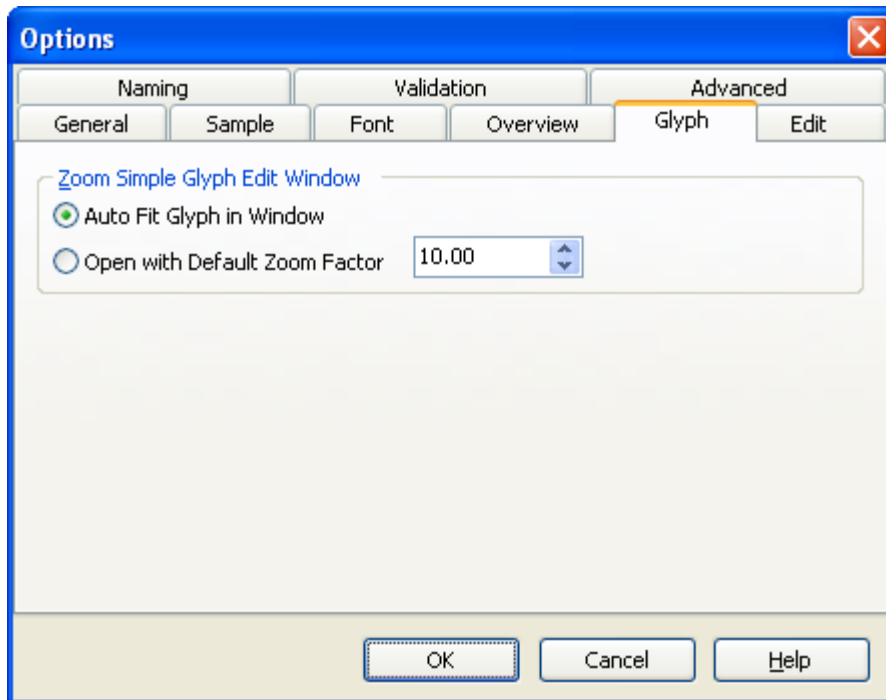 Options
Naming Validation Advanced
General Sample Font Overview Glyph Edit
Zoom Simple Glyph Edit Window
Auto Fit Glyph in Window
Open with Default Zoom Factor 10.00
OK Cancel Help